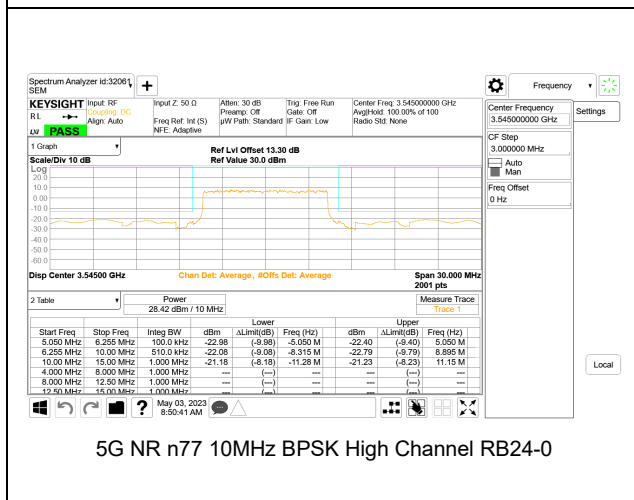 Spectrum Analyzer id:32061
SEM
Frequency
KEYSIGHT
RL
LXI PASS
Input: RF
Coupling: DC
Align: Auto
Input Z: 50 Ω
Freq Ref: Int (S)
NFE: Adaptive
Atten: 30 dB
Preamp: Off
µW Path: Standard
Trig: Free Run
Gate: Off
IF Gain: Low
Center Freq: 3.545000000 GHz
Avg|Hold: 100.00% of 100
Radio Std: None
Center Frequency
3.545000000 GHz
Settings
CF Step
3.000000 MHz
Auto
Man
Freq Offset
0 Hz
Local
1 Graph
Scale/Div 10 dB
Ref Lvl Offset 13.30 dB
Ref Value 30.0 dBm
Log
20.0
10.0
0.00
-10.0
-20.0
-30.0
-40.0
-50.0
-60.0
Disp Center 3.54500 GHz
Chan Det: Average, #Offs Det: Average
Span 30.000 MHz
2001 pts
2 Table
Power
28.42 dBm / 10 MHz
Measure Trace
Trace 1
Lower Upper
Start Freq Stop Freq Integ BW dBm ΔLimit(dB) Freq (Hz) dBm ΔLimit(dB) Freq (Hz)
5.050 MHz 6.255 MHz 100.0 kHz -22.98 (-9.98) -5.050 M -22.40 (-9.40) 5.050 M
6.255 MHz 10.00 MHz 510.0 kHz -22.08 (-9.08) -8.315 M -22.79 (-9.79) 8.895 M
10.00 MHz 15.00 MHz 1.000 MHz -21.18 (-8.18) -11.28 M -21.23 (-8.23) 11.15 M
4.000 MHz 8.000 MHz 1.000 MHz --- (---) --- (---)
8.000 MHz 12.50 MHz 1.000 MHz --- (---) --- (---)
12.50 MHz 15.00 MHz 1.000 MHz --- (---) --- (---)
May 03, 2023
8:50:41 AM
5G NR n77 10MHz BPSK High Channel RB24-0